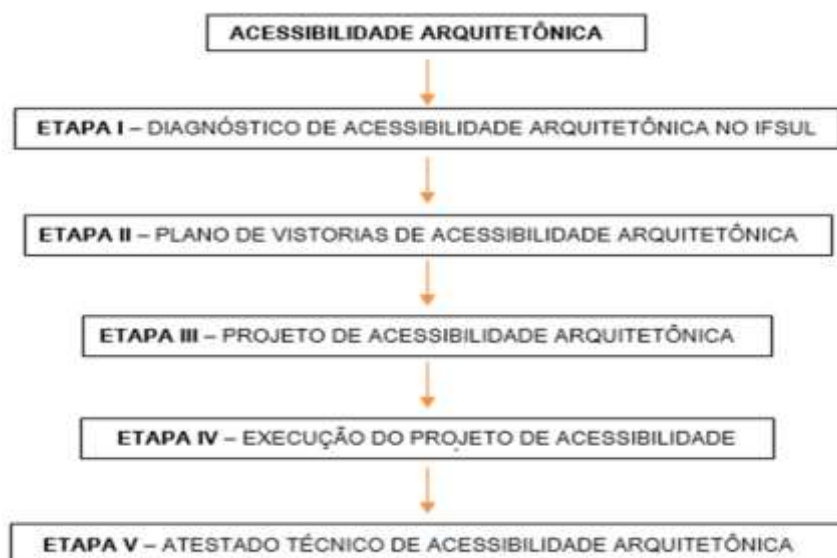 ACESSIBILIDADE ARQUITETÔNICA
ETAPA I – DIAGNÓSTICO DE ACESSIBILIDADE ARQUITETÔNICA NO IFSUL
ETAPA II – PLANO DE VISTORIAS DE ACESSIBILIDADE ARQUITETÔNICA
ETAPA III – PROJETO DE ACESSIBILIDADE ARQUITETÔNICA
ETAPA IV – EXECUÇÃO DO PROJETO DE ACESSIBILIDADE
ETAPA V – ATESTADO TÉCNICO DE ACESSIBILIDADE ARQUITETÔNICA